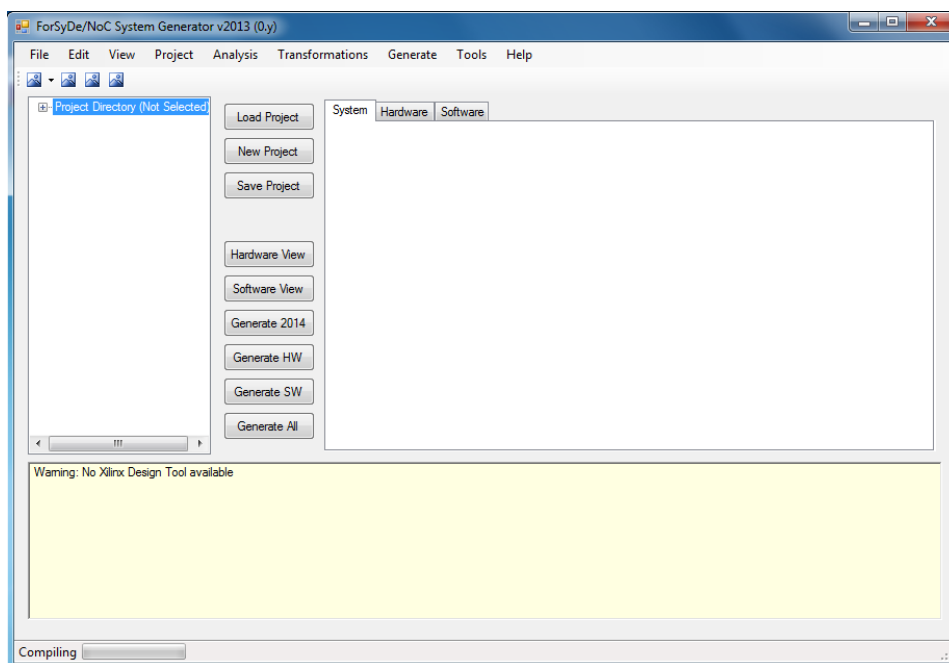 ForSyDe/NoC System Generator v2013 (0.y)
File Edit View Project Analysis Transformations Generate Tools Help
Project Directory (Not Selected)
Load Project
New Project
Save Project
Hardware View
Software View
Generate 2014
Generate HW
Generate SW
Generate All
System Hardware Software
Warning: No Xilinx Design Tool available
Compiling